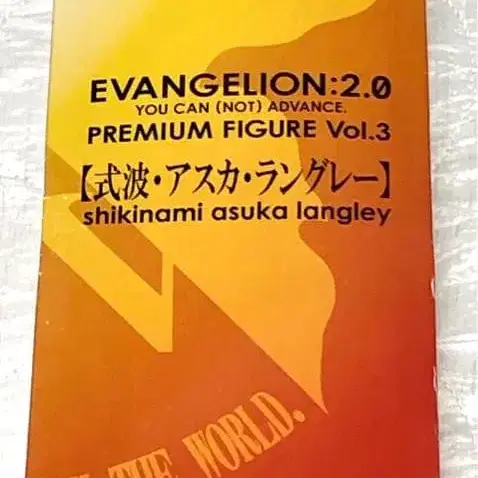 EVANGELION:2.0
YOU CAN (NOT) ADVANCE.
PREMIUM FIGURE Vol.3
【式波・アスカ・ラングレー】
shikinami asuka langley
THE WORLD.